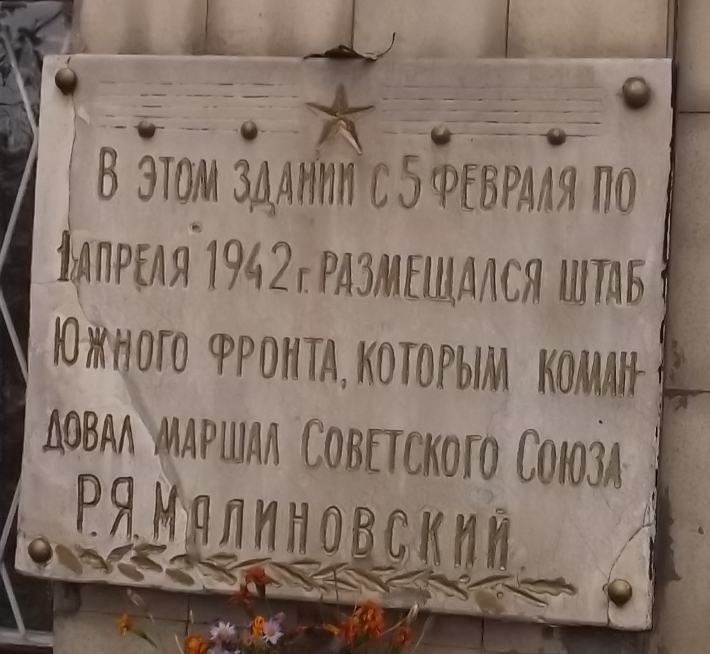 В ЭТОМ ЗДАНИИ С 5 ФЕВРАЛЯ ПО
1 АПРЕЛЯ 1942 г. РАЗМЕЩАЛСЯ ШТАБ
ЮЖНОГО ФРОНТА, КОТОРЫМ КОМАН-
ДОВАЛ МАРШАЛ СОВЕТСКОГО СОЮЗА
Р.Я. МАЛИНОВСКИЙ